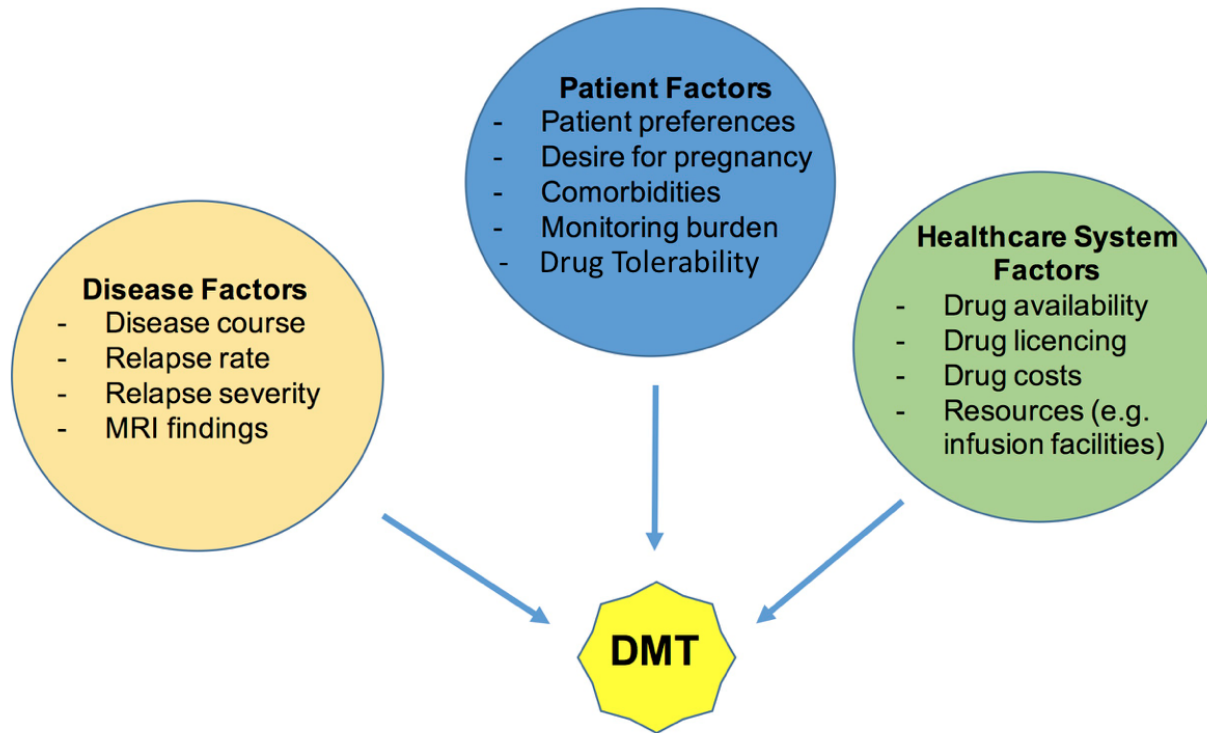 Patient Factors
- Patient preferences
- Desire for pregnancy
- Comorbidities
- Monitoring burden
- Drug Tolerability
Disease Factors
- Disease course
- Relapse rate
- Relapse severity
- MRI findings
Healthcare System
Factors
- Drug availability
- Drug licencing
- Drug costs
- Resources (e.g.
infusion facilities)
DMT